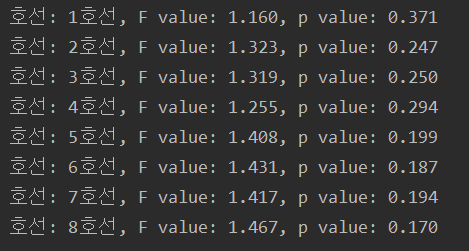 호선: 1호선, F value: 1.160, p value: 0.371
호선: 2호선, F value: 1.323, p value: 0.247
호선: 3호선, F value: 1.319, p value: 0.250
호선: 4호선, F value: 1.255, p value: 0.294
호선: 5호선, F value: 1.408, p value: 0.199
호선: 6호선, F value: 1.431, p value: 0.187
호선: 7호선, F value: 1.417, p value: 0.194
호선: 8호선, F value: 1.467, p value: 0.170